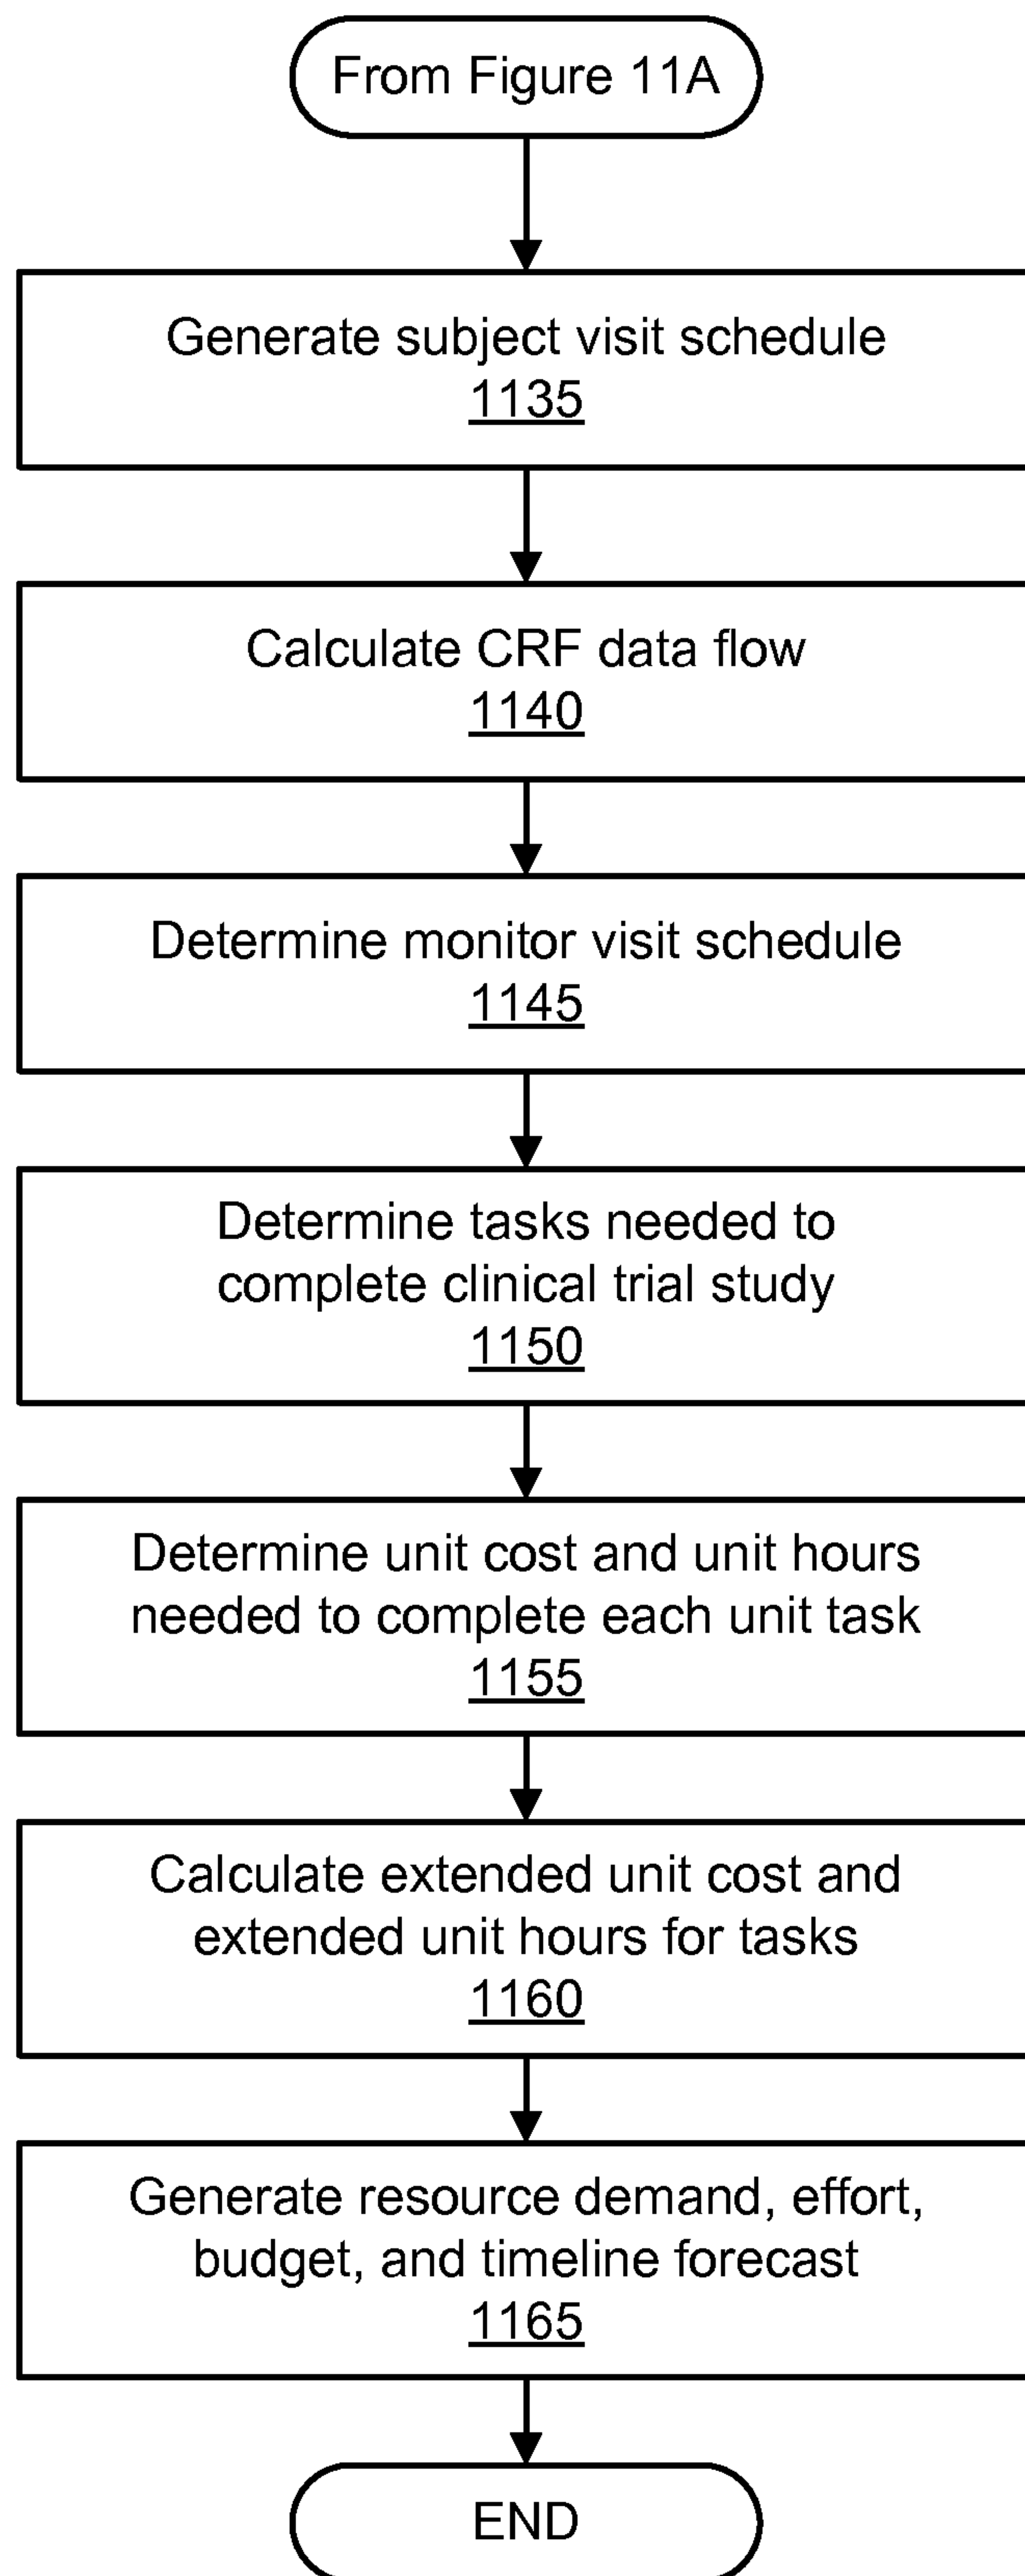 From Figure 11A
Generate subject visit schedule
1135
Calculate CRF data flow
1140
Determine monitor visit schedule
1145
Determine tasks needed to
complete clinical trial study
1150
Determine unit cost and unit hours
needed to complete each unit task
1155
Calculate extended unit cost and
extended unit hours for tasks
1160
Generate resource demand, effort,
budget, and timeline forecast
1165
END